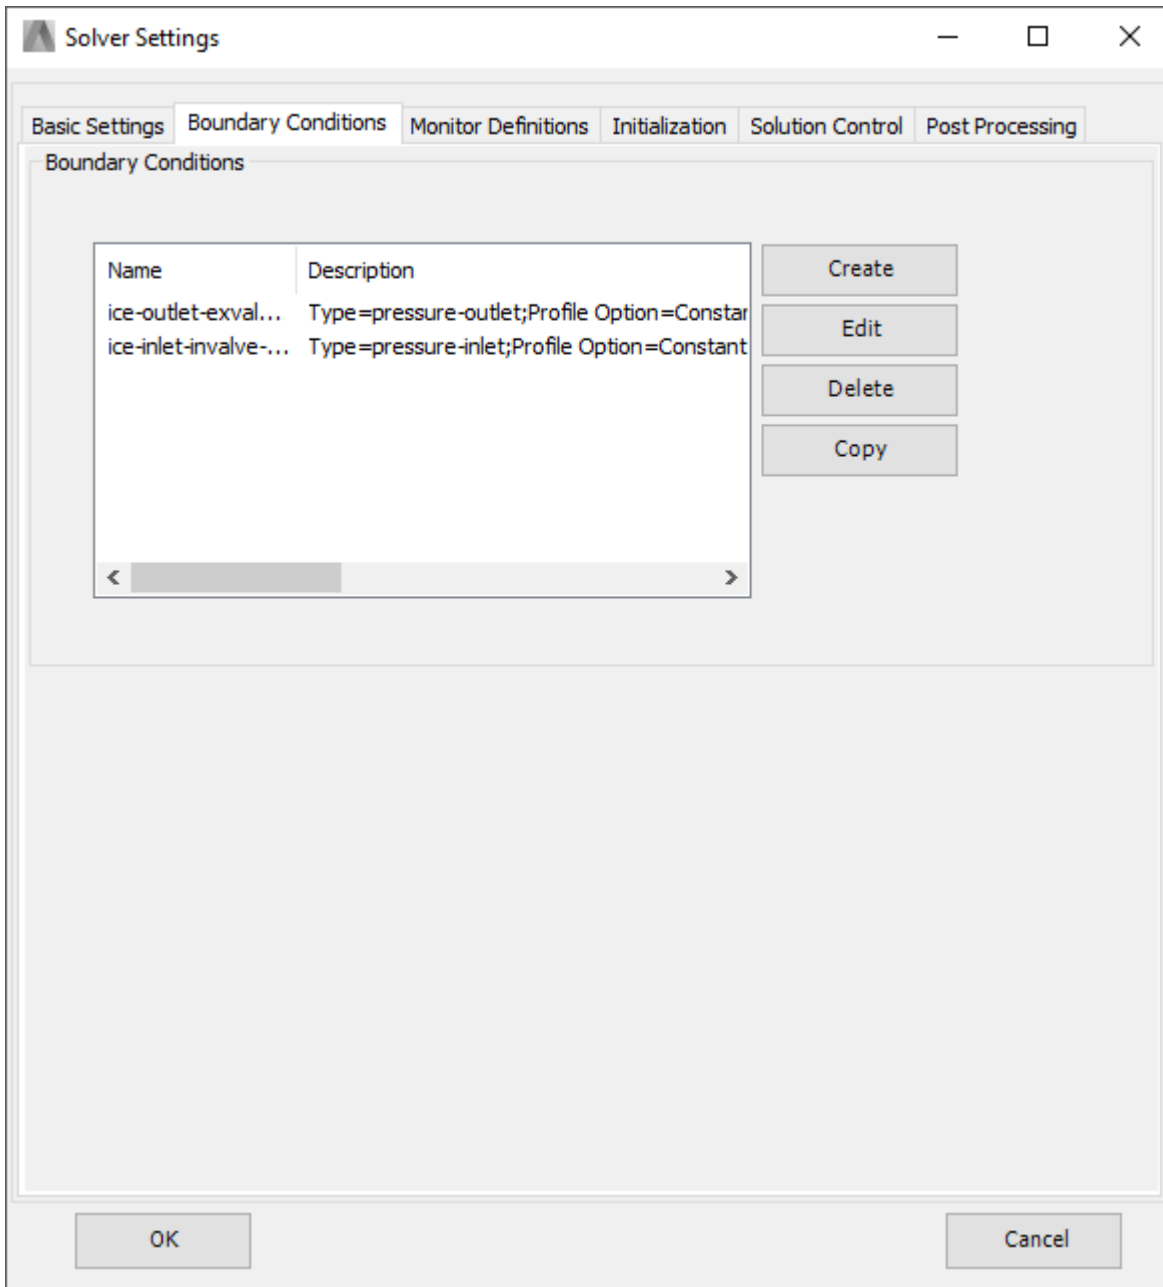 Solver Settings
Basic Settings Boundary Conditions Monitor Definitions Initialization Solution Control Post Processing
Boundary Conditions
Name Description
ice-outlet-exval... Type=pressure-outlet;Profile Option=Constar
ice-inlet-invalve-... Type=pressure-inlet;Profile Option=Constant
Create
Edit
Delete
Copy
OK Cancel